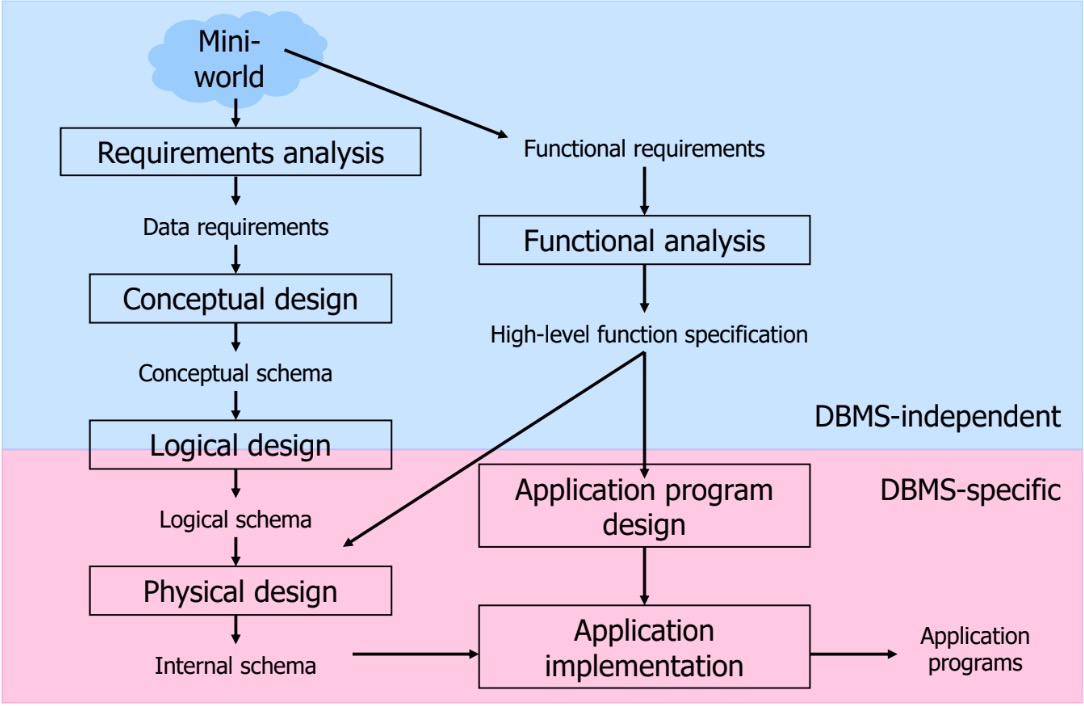 Mini-
world
Requirements analysis
Data requirements
Conceptual design
Conceptual schema
Logical design
Logical schema
Physical design
Internal schema
Functional requirements
Functional analysis
High-level function specification
DBMS-independent
DBMS-specific
Application program
design
Application
implementation
Application
programs